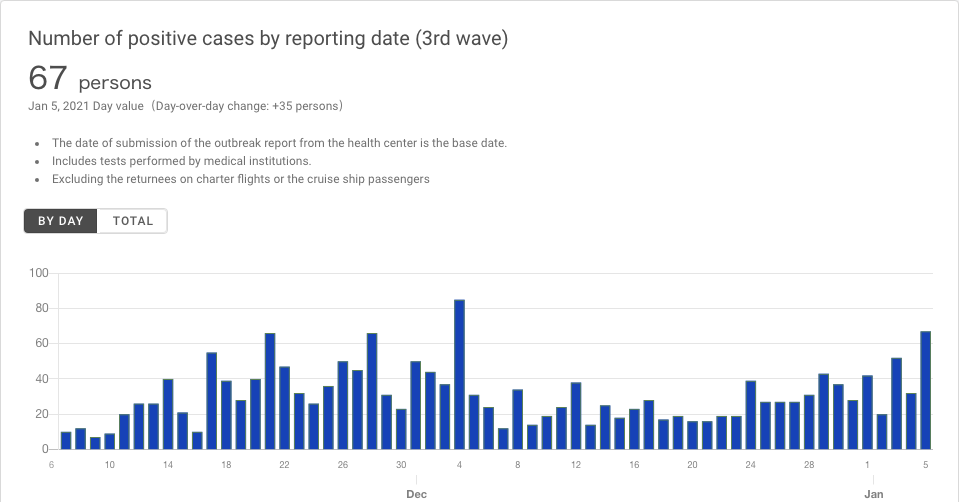 Number of positive cases by reporting date (3rd wave)
67 persons
Jan 5, 2021 Day value（Day-over-day change: +35 persons）
• The date of submission of the outbreak report from the health center is the base date.
• Includes tests performed by medical institutions.
• Excluding the returnees on charter flights or the cruise ship passengers
BY DAY TOTAL
100
80
60
40
20
0
6 10 14 18 22 26 30 4 8 12 16 20 24 28 1 5
Dec Jan